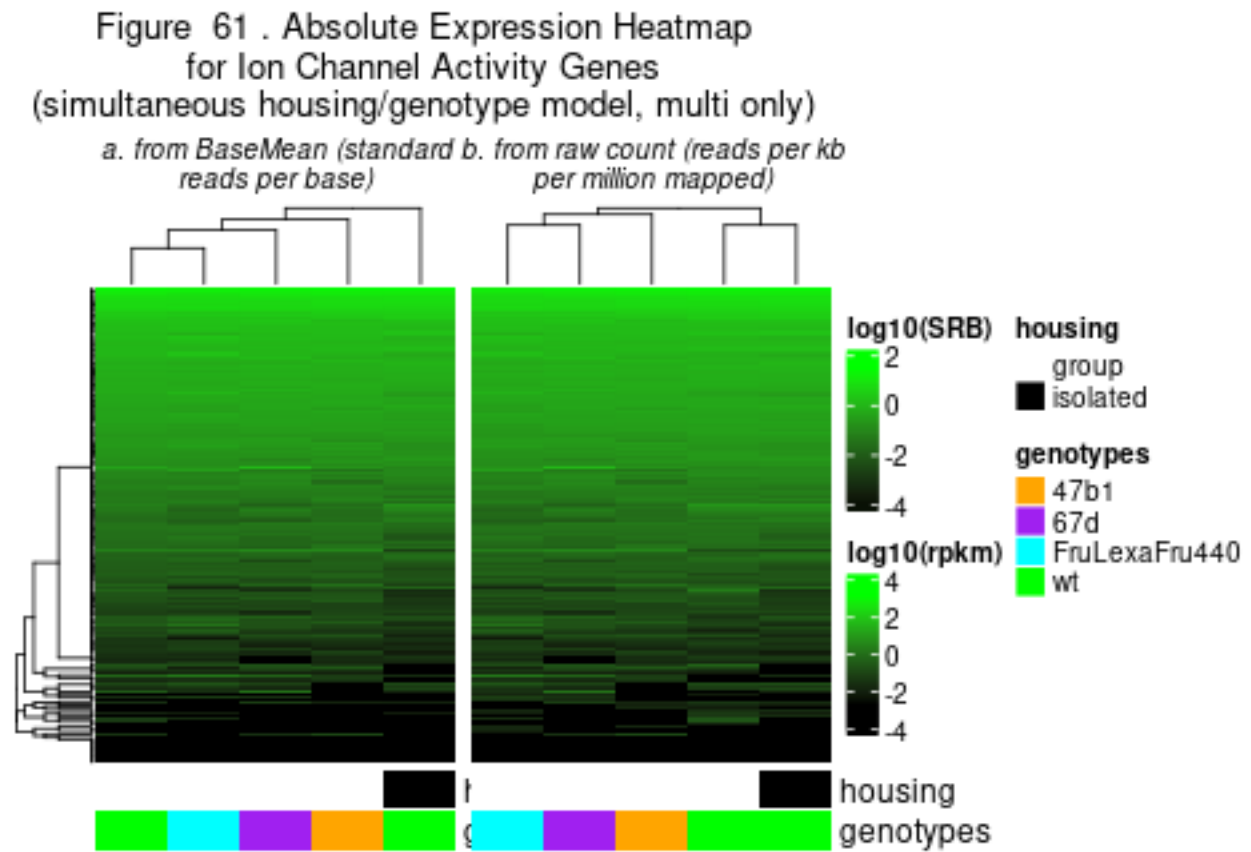 Figure 61 . Absolute Expression Heatmap
for Ion Channel Activity Genes
(simultaneous housing/genotype model, multi only)
a. from BaseMean (standard b. from raw count (reads per kb
reads per base) per million mapped)
log10(SRB) housing
2
0
-2
-4
group
isolated
genotypes
47b1
67d
FruLexaFru440
wt
log10(rpkm)
4
2
0
-2
-4
housing
genotypes